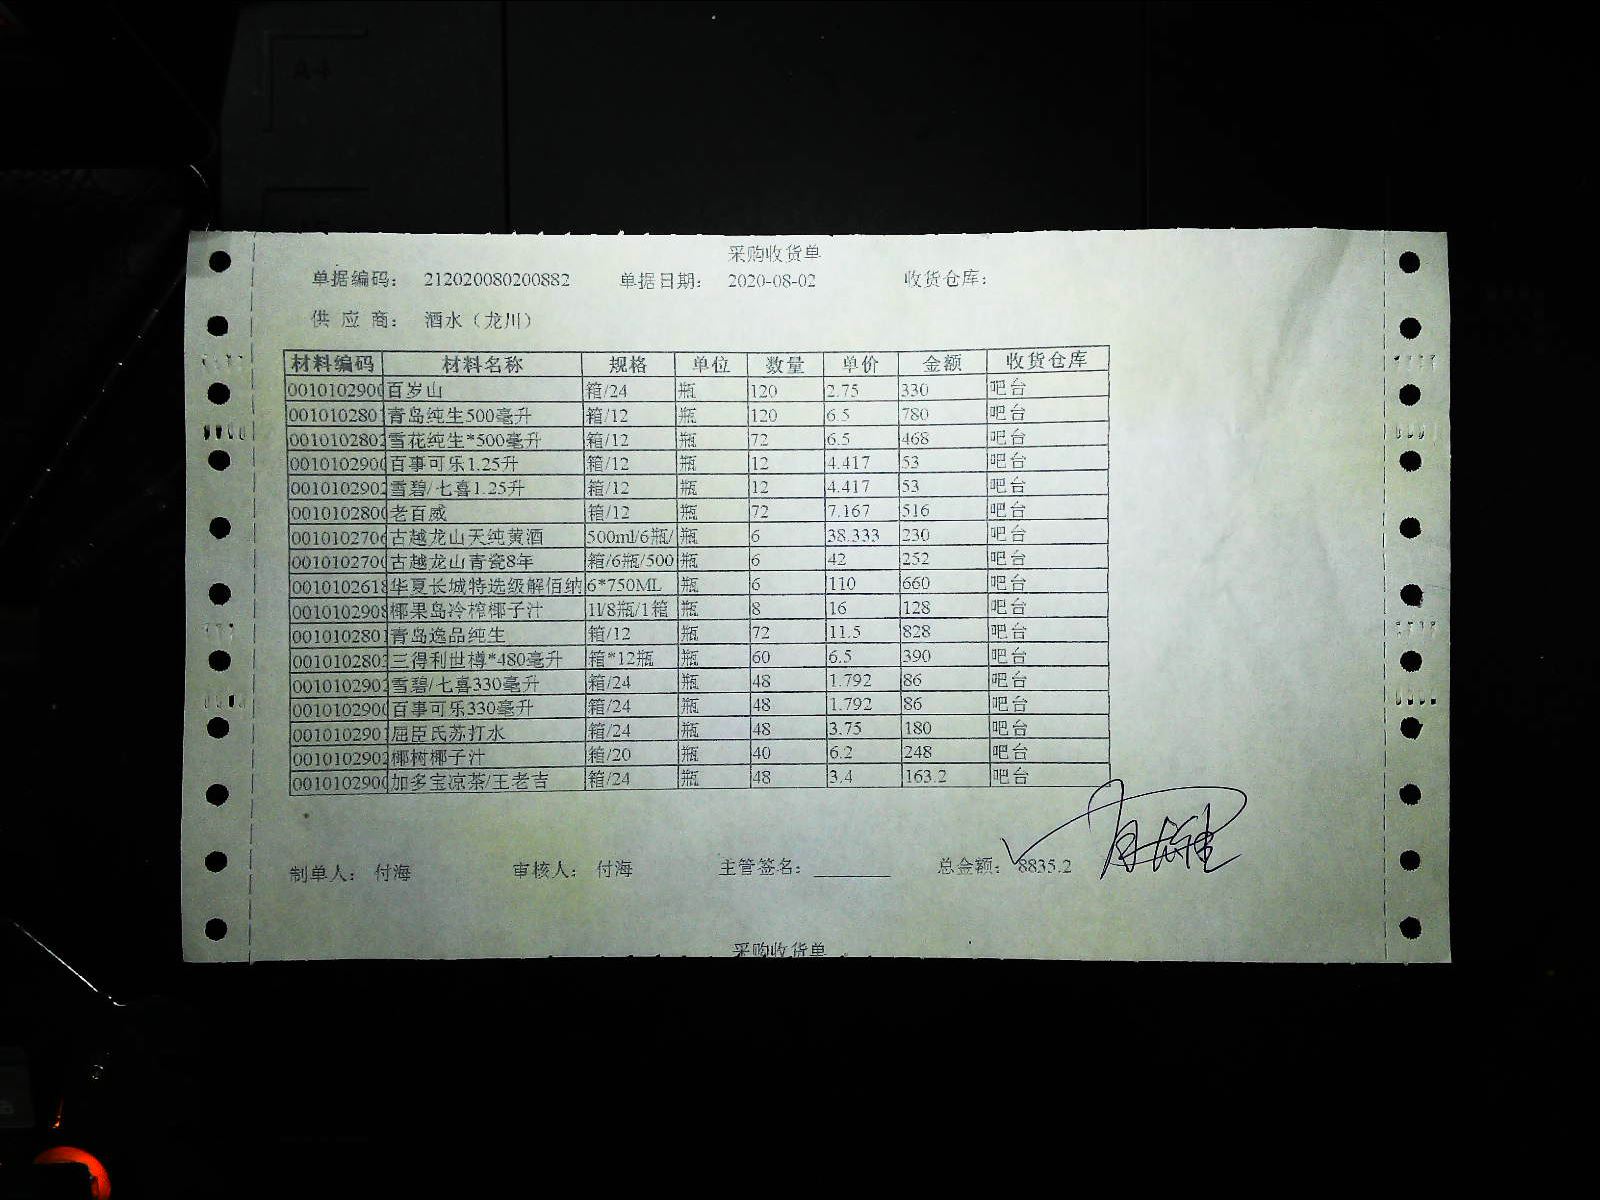 采购收货单
单据编码： 212020080200882 单据日期： 2020-08-02 收货仓库：
供 应 商： 酒水（龙川）
材料编码 材料名称 规格 单位 数量 单价 金额 收货仓库
0010102900 百岁山 箱/24 瓶 120 2.75 330 吧台
001010280 青岛纯生500毫升 箱/12 瓶 120 6.5 780 吧台
0010102802 雪花纯生*500毫升 箱/12 瓶 72 6.5 468 吧台
0010102900 百事可乐1.25升 箱/12 瓶 12 4.417 53 吧台
0010102902 雪碧/七喜1.25升 箱/12 瓶 12 4.417 53 吧台
0010102800 老百威 箱/12 瓶 72 7.167 516 吧台
0010102706 古越龙山天纯黄酒 500ml/6瓶/ 瓶 6 38.333 230 吧台
0010102700 古越龙山青瓷8年 箱/6瓶/500 瓶 6 42 252 吧台
0010102618 华夏长城特选级解佰纳 6*750ML 瓶 6 110 660 吧台
0010102908 椰果岛冷榨椰子汁 1l/8瓶/1箱 瓶 8 16 128 吧台
0010102801 青岛逸品纯生 箱/12 瓶 72 11.5 828 吧台
0010102803 三得利世樽*480毫升 箱*12瓶 瓶 60 6.5 390 吧台
0010102902 雪碧/七喜330毫升 箱/24 瓶 48 1.792 86 吧台
0010102900 百事可乐330毫升 箱/24 瓶 48 1.792 86 吧台
0010102901 屈臣氏苏打水 箱/24 瓶 48 3.75 180 吧台
0010102902 椰树椰子汁 箱/20 瓶 40 6.2 248 吧台
0010102900 加多宝凉茶/王老吉 箱/24 瓶 48 3.4 163.2 吧台
制单人： 付海 审核人： 付海 主管签名： 总金额： 8835.2
采购收货单